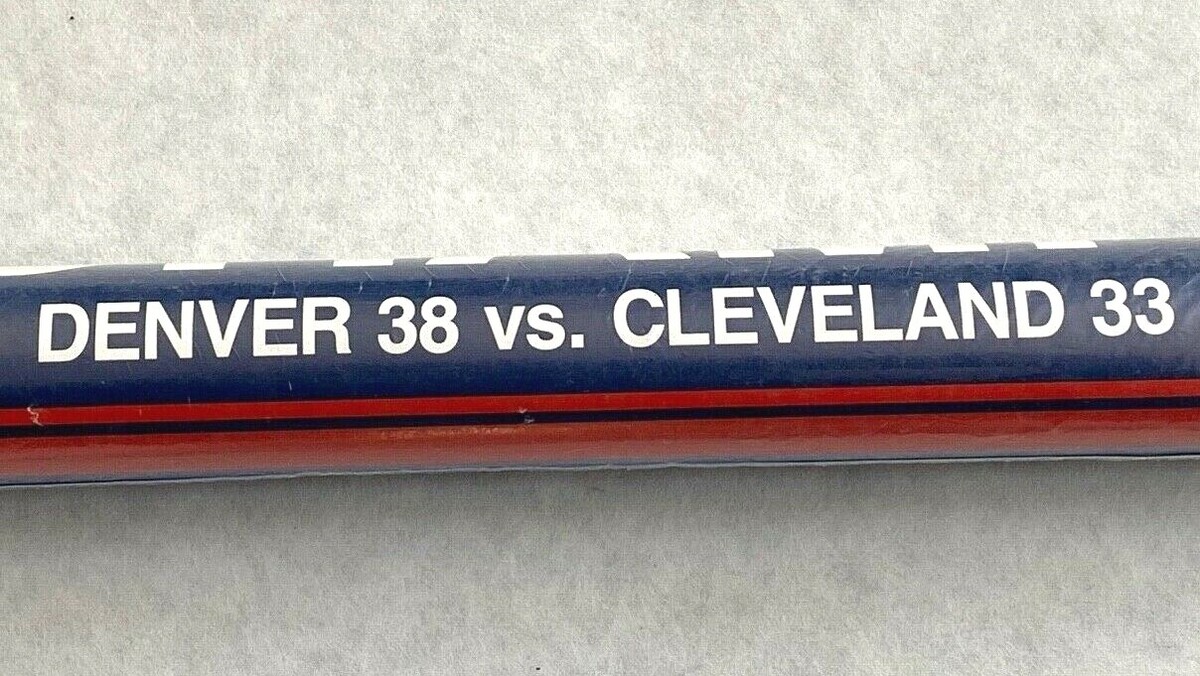 DENVER 38 vs. CLEVELAND 33